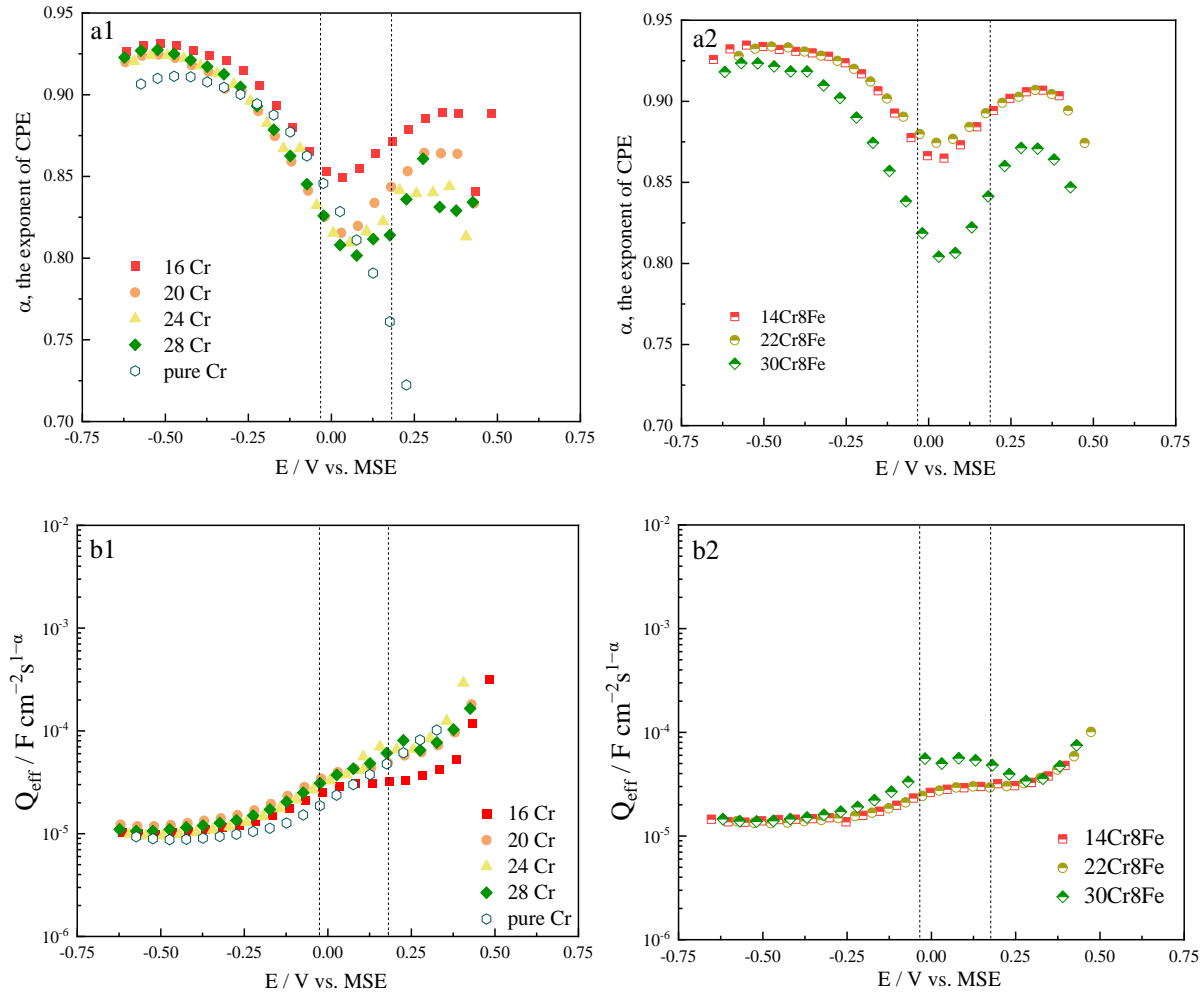 a1
0.95
0.90
0.85
0.80
0.75
0.70
α, the exponent of CPE
16 Cr
20 Cr
24 Cr
28 Cr
pure Cr
-0.75 -0.50 -0.25 0.00 0.25 0.50 0.75
E / V vs. MSE
a2
0.95
0.90
0.85
0.80
0.75
0.70
α, the exponent of CPE
14Cr8Fe
22Cr8Fe
30Cr8Fe
-0.75 -0.50 -0.25 0.00 0.25 0.50 0.75
E / V vs. MSE
b1
10⁻²
10⁻³
10⁻⁴
10⁻⁵
10⁻⁶
Q_eff / F cm⁻²s¹⁻ᵅ
16 Cr
20 Cr
24 Cr
28 Cr
pure Cr
-0.75 -0.50 -0.25 0.00 0.25 0.50 0.75
E / V vs. MSE
b2
10⁻²
10⁻³
10⁻⁴
10⁻⁵
10⁻⁶
Q_eff / F cm⁻²s¹⁻ᵅ
14Cr8Fe
22Cr8Fe
30Cr8Fe
-0.75 -0.50 -0.25 0.00 0.25 0.50 0.75
E / V vs. MSE